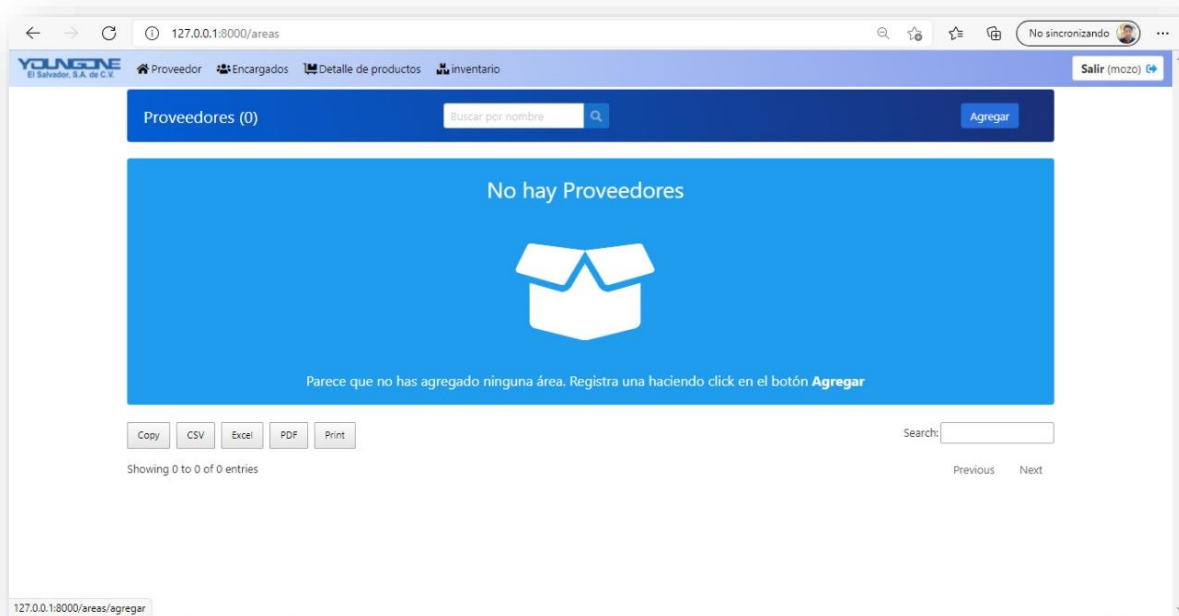 127.0.0.1:8000/areas
No sincronizando
YOUNGONE
El Salvador, S.A. de C.V.
Proveedor Encargados Detalle de productos inventario
Salir (mozo)
Proveedores (0)
Buscar por nombre
Agregar
No hay Proveedores
Parece que no has agregado ninguna área. Registra una haciendo click en el botón Agregar
Copy CSV Excel PDF Print
Search:
Showing 0 to 0 of 0 entries
Previous Next
127.0.0.1:8000/areas/agregar